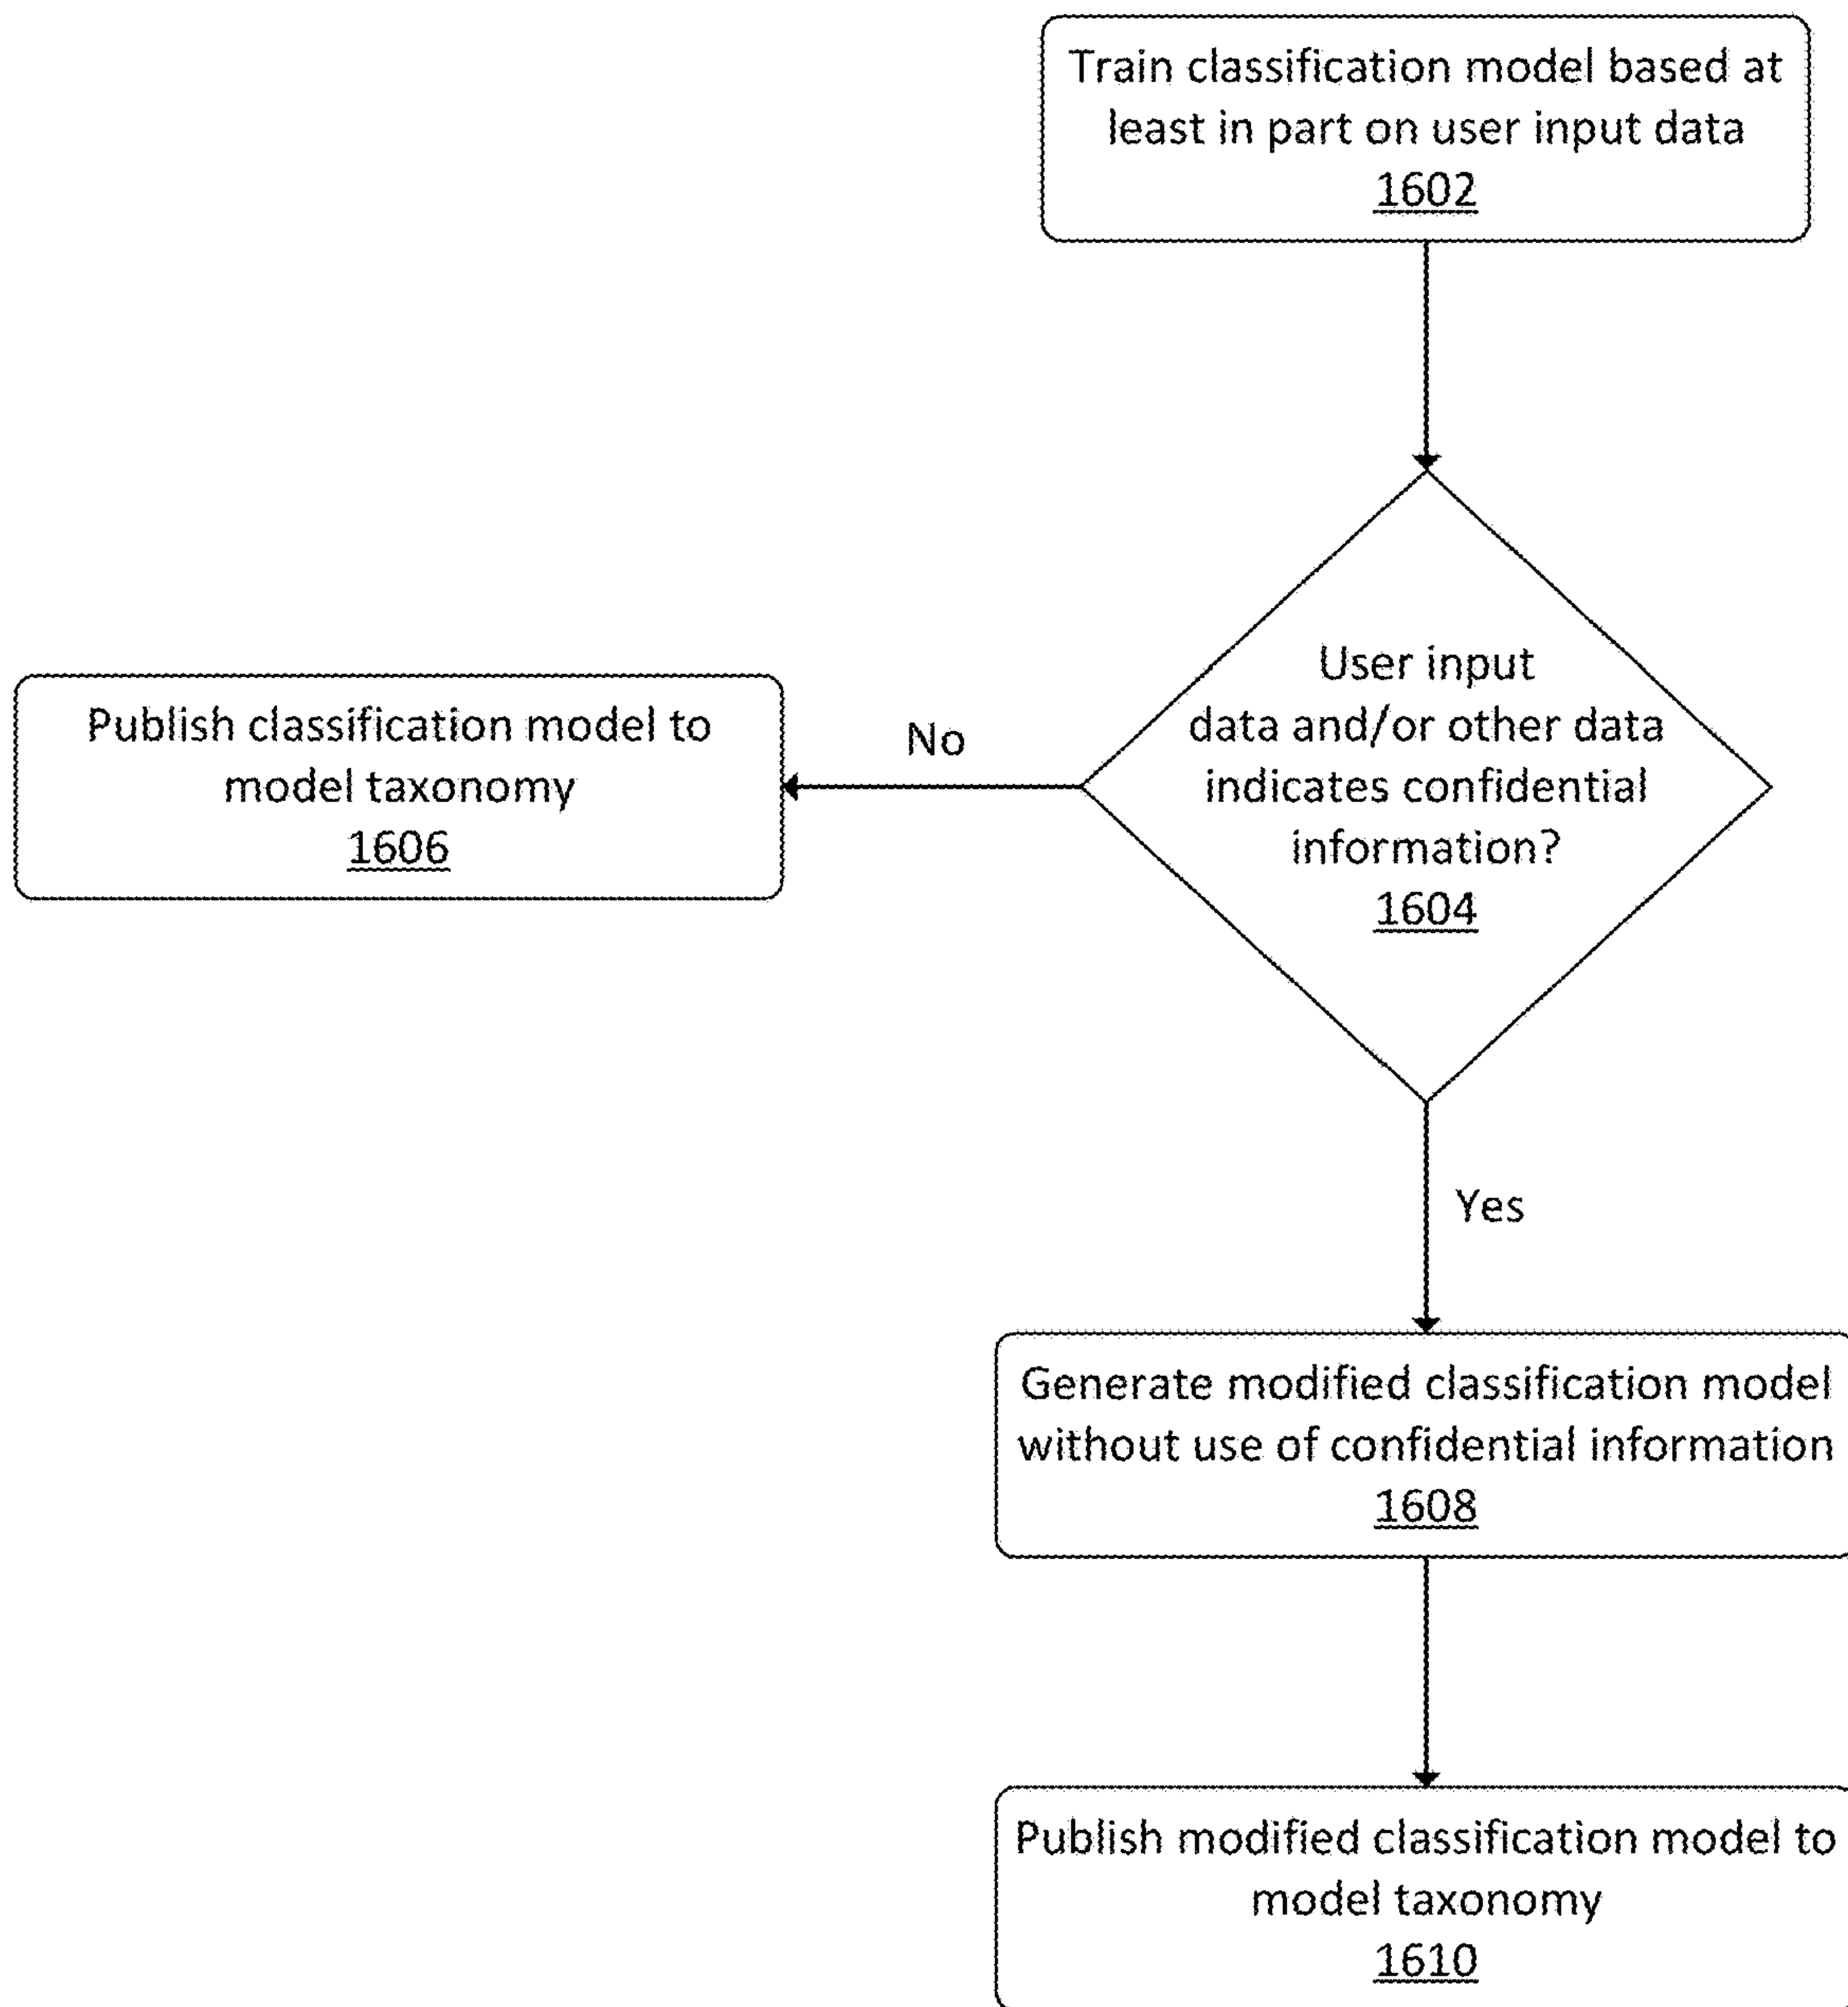 Train classification model based at
least in part on user input data
1602
User input
data and/or other data
indicates confidential
information?
1604
No
Publish classification model to
model taxonomy
1606
Yes
Generate modified classification model
without use of confidential information
1608
Publish modified classification model to
model taxonomy
1610